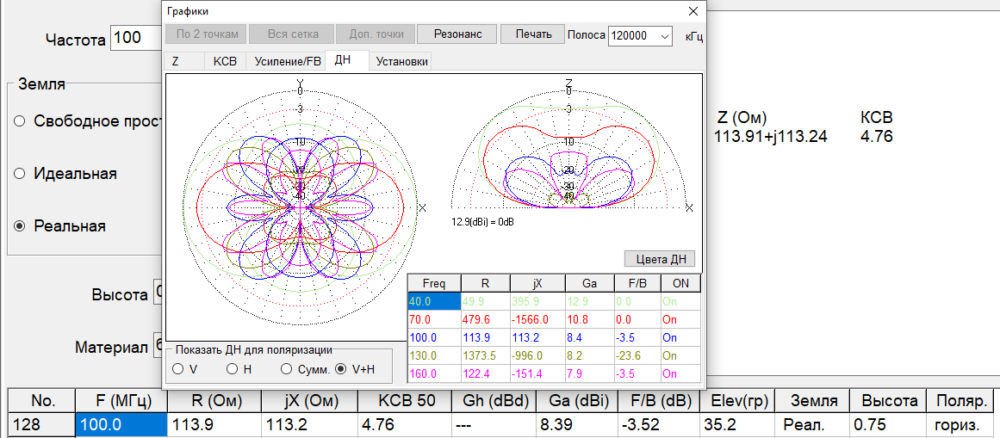 Графики
По 2 точкам Вся сетка Доп. точки Резонанс Печать Полоса 120000 кГц
Частота 100
Z КСВ Усиление/FB ДН Установки
Земля
Свободное прост
Идеальная
Реальная
Высота 0
Материал
Y
0
-3
-10
X
Z
0
-3
-10
-20
-30
-40
X
12.9(dBi) = 0dB
Z (Ом) КСВ
113.91+j113.24 4.76
Цвета ДН
Freq R jX Ga F/B ON
40.0 49.9 395.9 12.9 0.0 On
70.0 479.6 -1566.0 10.8 0.0 On
100.0 113.9 113.2 8.4 -3.5 On
130.0 1373.5 -996.0 8.2 -23.6 On
160.0 122.4 -151.4 7.9 -3.5 On
Показать ДН для поляризации
V H Сумм. V+H
No. F (МГц) R (Ом) jX (Ом) КСВ 50 Gh (dBd) Ga (dBi) F/B (dB) Elev(гр) Земля Высота Поляр.
128 100.0 113.9 113.2 4.76 --- 8.39 -3.52 35.2 Реал. 0.75 гориз.